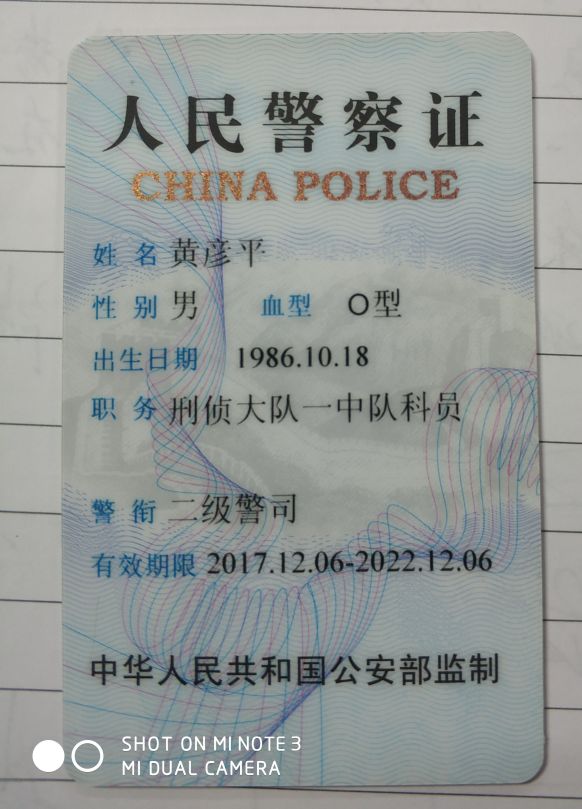 人民警察证
CHINA POLICE
姓 名 黄彦平
性 别 男 血型 O型
出生日期 1986.10.18
职 务 刑侦大队一中队科员
警 衔 二级警司
有效期限 2017.12.06-2022.12.06
中华人民共和国公安部监制
SHOT ON MI NOTE 3
MI DUAL CAMERA